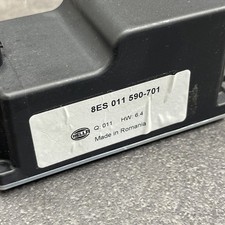 8ES 011 590-701
HELLA Q: 011 HW: 6.4
Made in Romania